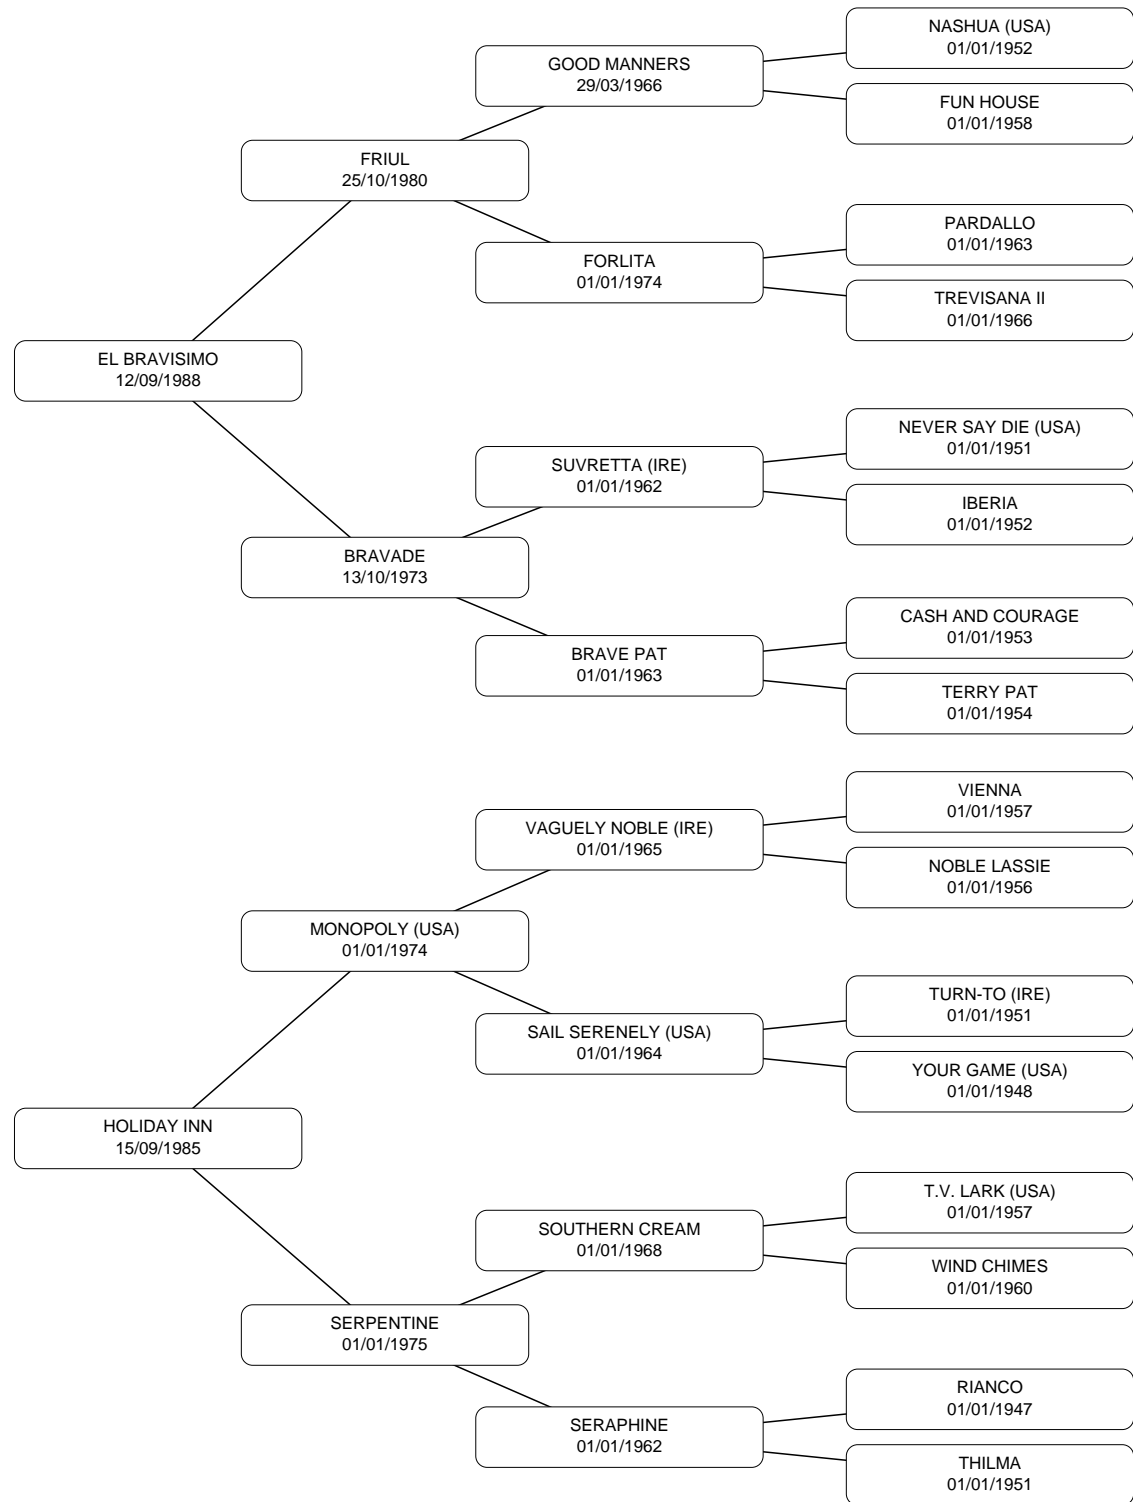 NASHUA (USA)
01/01/1952
GOOD MANNERS
29/03/1966
FUN HOUSE
01/01/1958
FRIUL
25/10/1980
PARDALLO
01/01/1963
FORLITA
01/01/1974
TREVISANA II
01/01/1966
EL BRAVISIMO
12/09/1988
NEVER SAY DIE (USA)
01/01/1951
SUVRETTA (IRE)
01/01/1962
IBERIA
01/01/1952
BRAVADE
13/10/1973
CASH AND COURAGE
01/01/1953
BRAVE PAT
01/01/1963
TERRY PAT
01/01/1954
VIENNA
01/01/1957
VAGUELY NOBLE (IRE)
01/01/1965
NOBLE LASSIE
01/01/1956
MONOPOLY (USA)
01/01/1974
TURN-TO (IRE)
01/01/1951
SAIL SERENELY (USA)
01/01/1964
YOUR GAME (USA)
01/01/1948
HOLIDAY INN
15/09/1985
T.V. LARK (USA)
01/01/1957
SOUTHERN CREAM
01/01/1968
WIND CHIMES
01/01/1960
SERPENTINE
01/01/1975
RIANCO
01/01/1947
SERAPHINE
01/01/1962
THILMA
01/01/1951